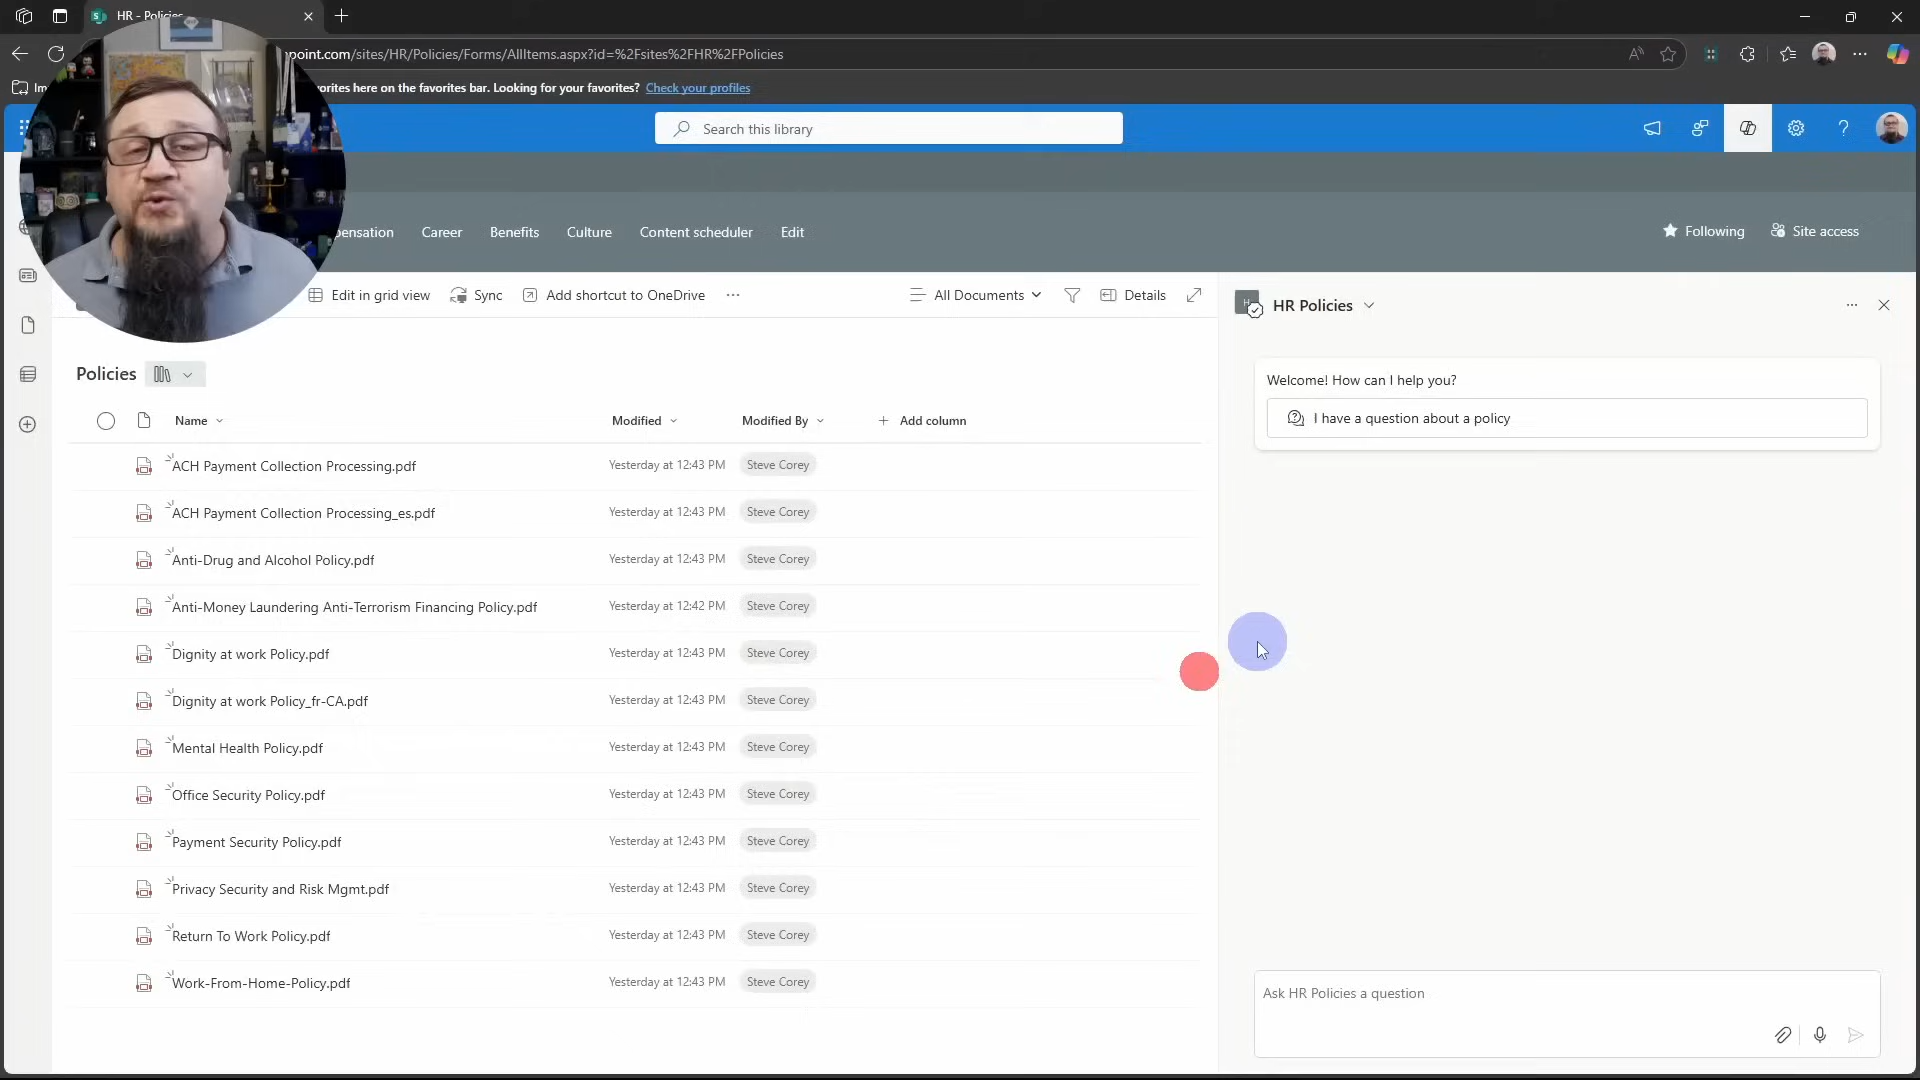 HR - Policies
point.com/sites/HR/Policies/Forms/AllItems.aspx?id=%2Fsites%2FHR%2FPolicies
orites here on the favorites bar. Looking for your favorites? Check your profiles
Search this library
pensation Career Benefits Culture Content scheduler Edit
Following Site access
Edit in grid view Sync Add shortcut to OneDrive ... All Documents Details
HR Policies
Welcome! How can I help you?
I have a question about a policy
Policies
Name Modified Modified By + Add column
ACH Payment Collection Processing.pdf Yesterday at 12:43 PM Steve Corey
ACH Payment Collection Processing_es.pdf Yesterday at 12:43 PM Steve Corey
Anti-Drug and Alcohol Policy.pdf Yesterday at 12:43 PM Steve Corey
Anti-Money Laundering Anti-Terrorism Financing Policy.pdf Yesterday at 12:42 PM Steve Corey
Dignity at work Policy.pdf Yesterday at 12:43 PM Steve Corey
Dignity at work Policy_fr-CA.pdf Yesterday at 12:43 PM Steve Corey
Mental Health Policy.pdf Yesterday at 12:43 PM Steve Corey
Office Security Policy.pdf Yesterday at 12:43 PM Steve Corey
Payment Security Policy.pdf Yesterday at 12:43 PM Steve Corey
Privacy Security and Risk Mgmt.pdf Yesterday at 12:43 PM Steve Corey
Return To Work Policy.pdf Yesterday at 12:43 PM Steve Corey
Work-From-Home-Policy.pdf Yesterday at 12:43 PM Steve Corey
Ask HR Policies a question